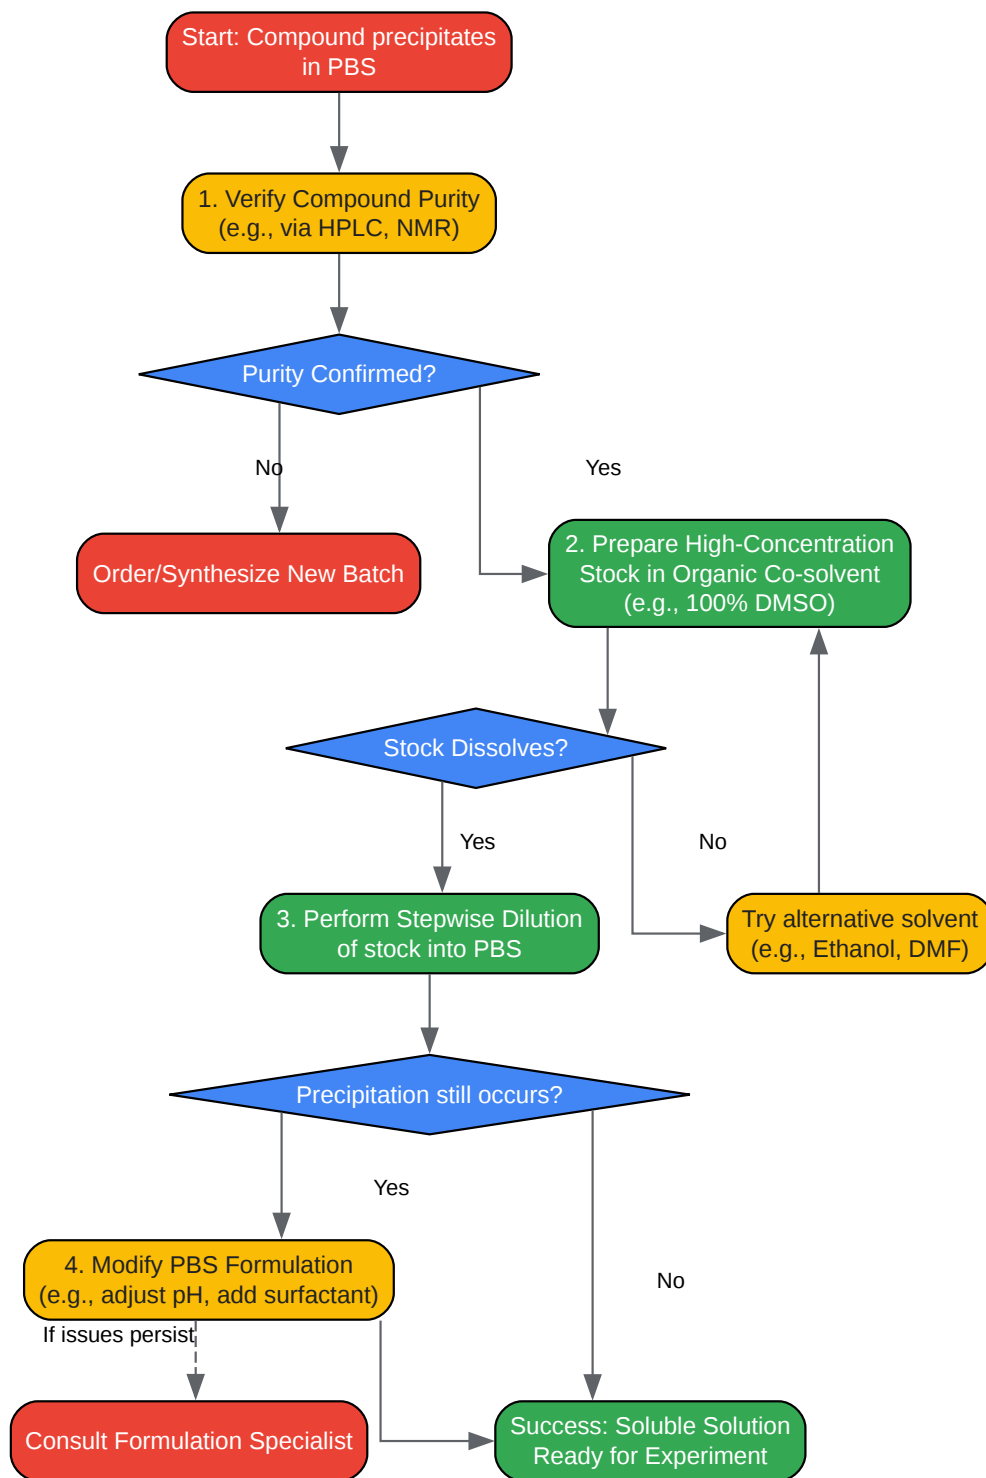 Start: Compound precipitates
in PBS
1. Verify Compound Purity
(e.g., via HPLC, NMR)
Purity Confirmed?
No
Yes
Order/Synthesize New Batch
2. Prepare High-Concentration
Stock in Organic Co-solvent
(e.g., 100% DMSO)
Stock Dissolves?
Yes
No
3. Perform Stepwise Dilution
of stock into PBS
Try alternative solvent
(e.g., Ethanol, DMF)
Precipitation still occurs?
Yes
No
4. Modify PBS Formulation
(e.g., adjust pH, add surfactant)
If issues persist
Consult Formulation Specialist
Success: Soluble Solution
Ready for Experiment